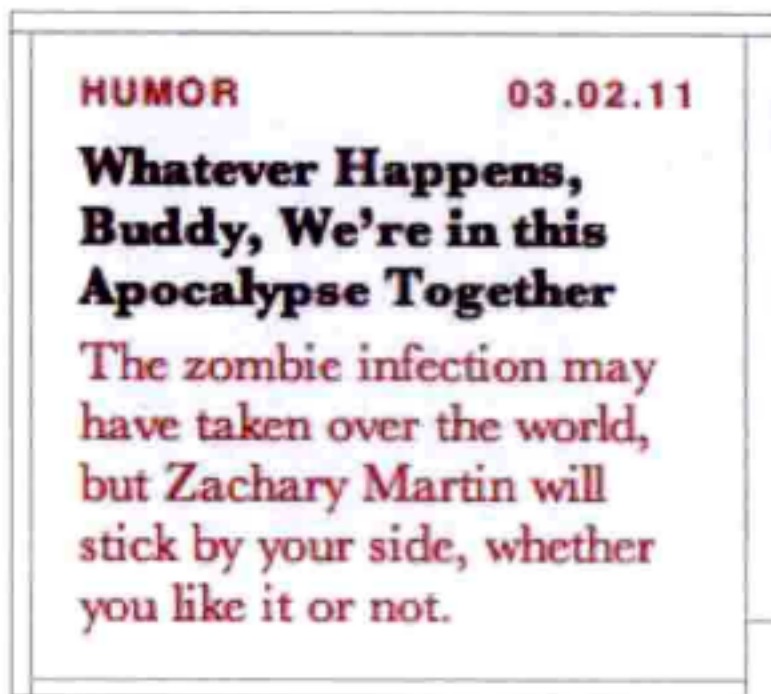 HUMOR 03.02.11
Whatever Happens,
Buddy, We're in this
Apocalypse Together
The zombie infection may
have taken over the world,
but Zachary Martin will
stick by your side, whether
you like it or not.